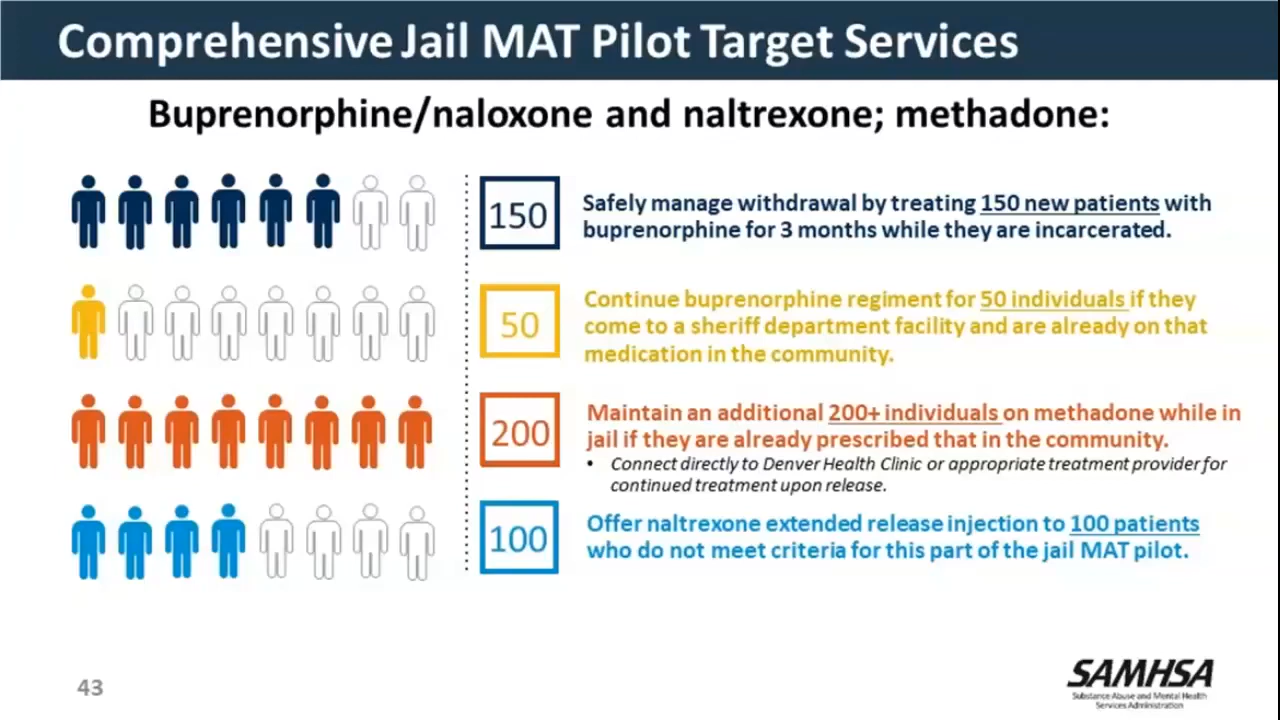 Comprehensive Jail MAT Pilot Target Services
Buprenorphine/naloxone and naltrexone; methadone:
150
Safely manage withdrawal by treating 150 new patients with
buprenorphine for 3 months while they are incarcerated.
50
Continue buprenorphine regiment for 50 individuals if they
come to a sheriff department facility and are already on that
medication in the community.
200
Maintain an additional 200+ individuals on methadone while in
jail if they are already prescribed that in the community.
• Connect directly to Denver Health Clinic or appropriate treatment provider for
continued treatment upon release.
100
Offer naltrexone extended release injection to 100 patients
who do not meet criteria for this part of the jail MAT pilot.
43
SAMHSA
Substance Abuse and Mental Health
Services Administration